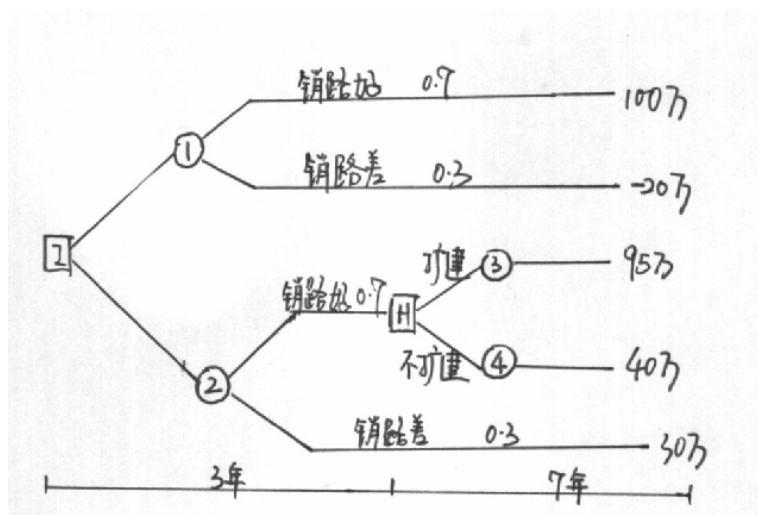 销路好 0.7 100万
① 
销路差 0.3 -20万
I
扩建 ③ 95万
销路好 0.7 II
不扩建 ④ 40万
②
销路差 0.3 30万
3年 7年